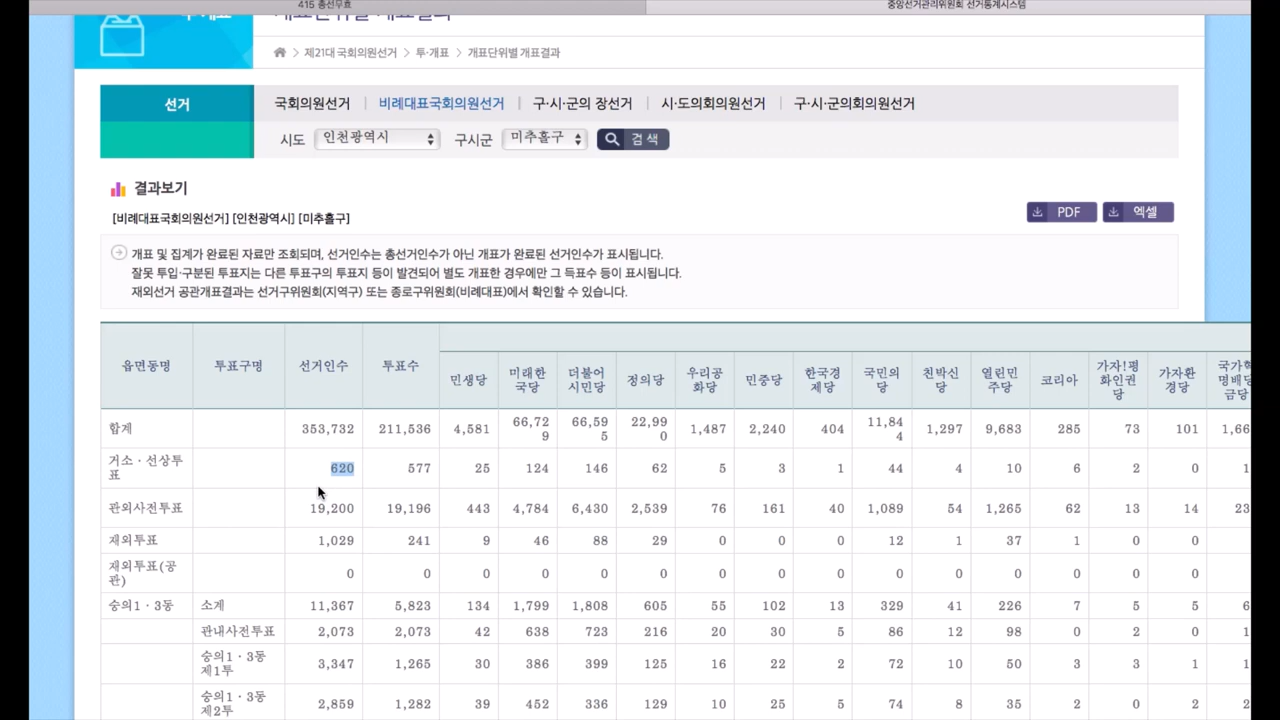 415 총선무효
중앙선거관리위원회 선거통계시스템
투·개표
개표단위별 개표결과
제21대 국회의원선거 > 투·개표 > 개표단위별 개표결과
선거
국회의원선거 | 비례대표국회의원선거 | 구·시·군의 장선거 | 시·도의회의원선거 | 구·시·군의회의원선거
시도 인천광역시 구시군 미추홀구 검색
결과보기
[비례대표국회의원선거] [인천광역시] [미추홀구]
PDF 엑셀
개표 및 집계가 완료된 자료만 조회되며, 선거인수는 총선거인수가 아닌 개표가 완료된 선거인수가 표시됩니다.
잘못 투입·구분된 투표지는 다른 투표구의 투표지 등이 발견되어 별도 개표한 경우에만 그 득표수 등이 표시됩니다.
재외선거 공관개표결과는 선거구위원회(지역구) 또는 종로구위원회(비례대표)에서 확인할 수 있습니다.
읍면동명 투표구명 선거인수 투표수 민생당 미래한국당 더불어시민당 정의당 우리공화당 민중당 한국경제당 국민의당 친박신당 열린민주당 코리아 가자!평화인권당 가자환경당 국가혁명배당금당
합계 353,732 211,536 4,581 66,729 66,595 22,990 1,487 2,240 404 11,844 1,297 9,683 285 73 101 1,66
거소·선상투표 620 577 25 124 146 62 5 3 1 44 4 10 6 2 0 1
관외사전투표 19,200 19,196 443 4,784 6,430 2,539 76 161 40 1,089 54 1,265 62 13 14 23
재외투표 1,029 241 9 46 88 29 0 0 0 12 1 37 1 0 0
재외투표(공관) 0 0 0 0 0 0 0 0 0 0 0 0 0 0 0
숭의1·3동 소계 11,367 5,823 134 1,799 1,808 605 55 102 13 329 41 226 7 5 5 6
관내사전투표 2,073 2,073 42 638 723 216 20 30 5 86 12 98 0 2 0 1
숭의1·3동제1투 3,347 1,265 30 386 399 125 16 22 2 72 10 50 3 3 1 1
숭의1·3동제2투 2,859 1,282 39 452 336 129 10 25 5 74 8 35 2 0 2 2